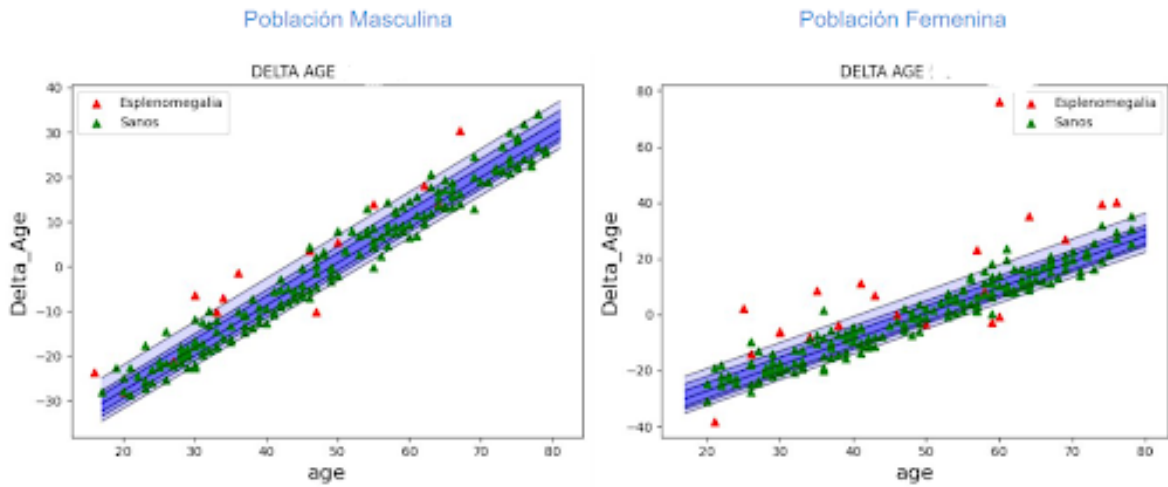 Población Masculina
DELTA AGE
Esplenomegalia
Sanos
Delta_Age
40
30
20
10
0
−10
−20
−30
20 30 40 50 60 70 80
age
Población Femenina
DELTA AGE
Esplenomegalia
Sanos
Delta_Age
80
60
40
20
0
−20
−40
20 30 40 50 60 70 80
age